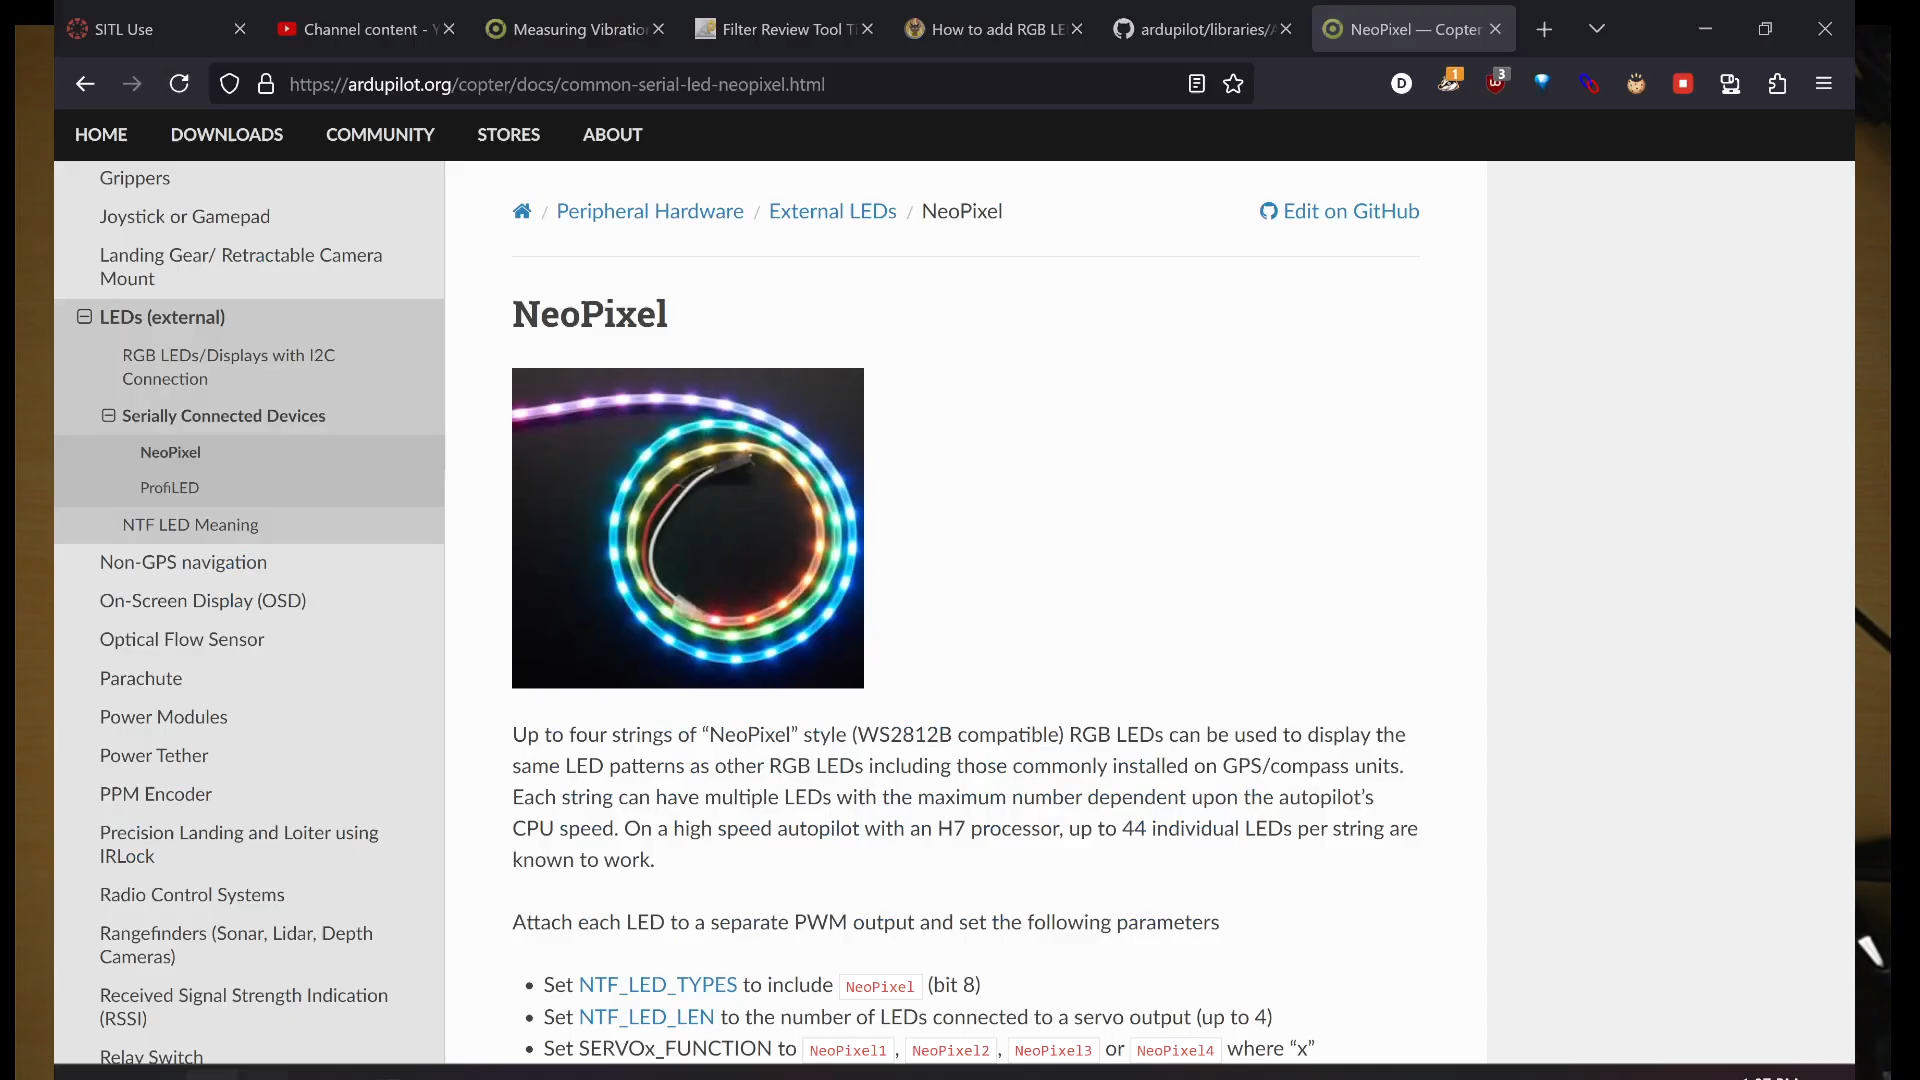 SITL Use
Channel content - Y
Measuring Vibration
Filter Review Tool Ti
How to add RGB LE
ardupilot/libraries/A
NeoPixel — Copter
https://ardupilot.org/copter/docs/common-serial-led-neopixel.html
D
1
3
HOME
DOWNLOADS
COMMUNITY
STORES
ABOUT
Grippers
Joystick or Gamepad
Landing Gear/ Retractable Camera
Mount
LEDs (external)
RGB LEDs/Displays with I2C
Connection
Serially Connected Devices
NeoPixel
ProfiLED
NTF LED Meaning
Non-GPS navigation
On-Screen Display (OSD)
Optical Flow Sensor
Parachute
Power Modules
Power Tether
PPM Encoder
Precision Landing and Loiter using
IRLock
Radio Control Systems
Rangefinders (Sonar, Lidar, Depth
Cameras)
Received Signal Strength Indication
(RSSI)
Relay Switch
/ Peripheral Hardware / External LEDs / NeoPixel
Edit on GitHub
NeoPixel
Up to four strings of “NeoPixel” style (WS2812B compatible) RGB LEDs can be used to display the
same LED patterns as other RGB LEDs including those commonly installed on GPS/compass units.
Each string can have multiple LEDs with the maximum number dependent upon the autopilot’s
CPU speed. On a high speed autopilot with an H7 processor, up to 44 individual LEDs per string are
known to work.
Attach each LED to a separate PWM output and set the following parameters
• Set NTF_LED_TYPES to include NeoPixel (bit 8)
• Set NTF_LED_LEN to the number of LEDs connected to a servo output (up to 4)
• Set SERVOx_FUNCTION to NeoPixel1 , NeoPixel2 , NeoPixel3 or NeoPixel4 where “x”